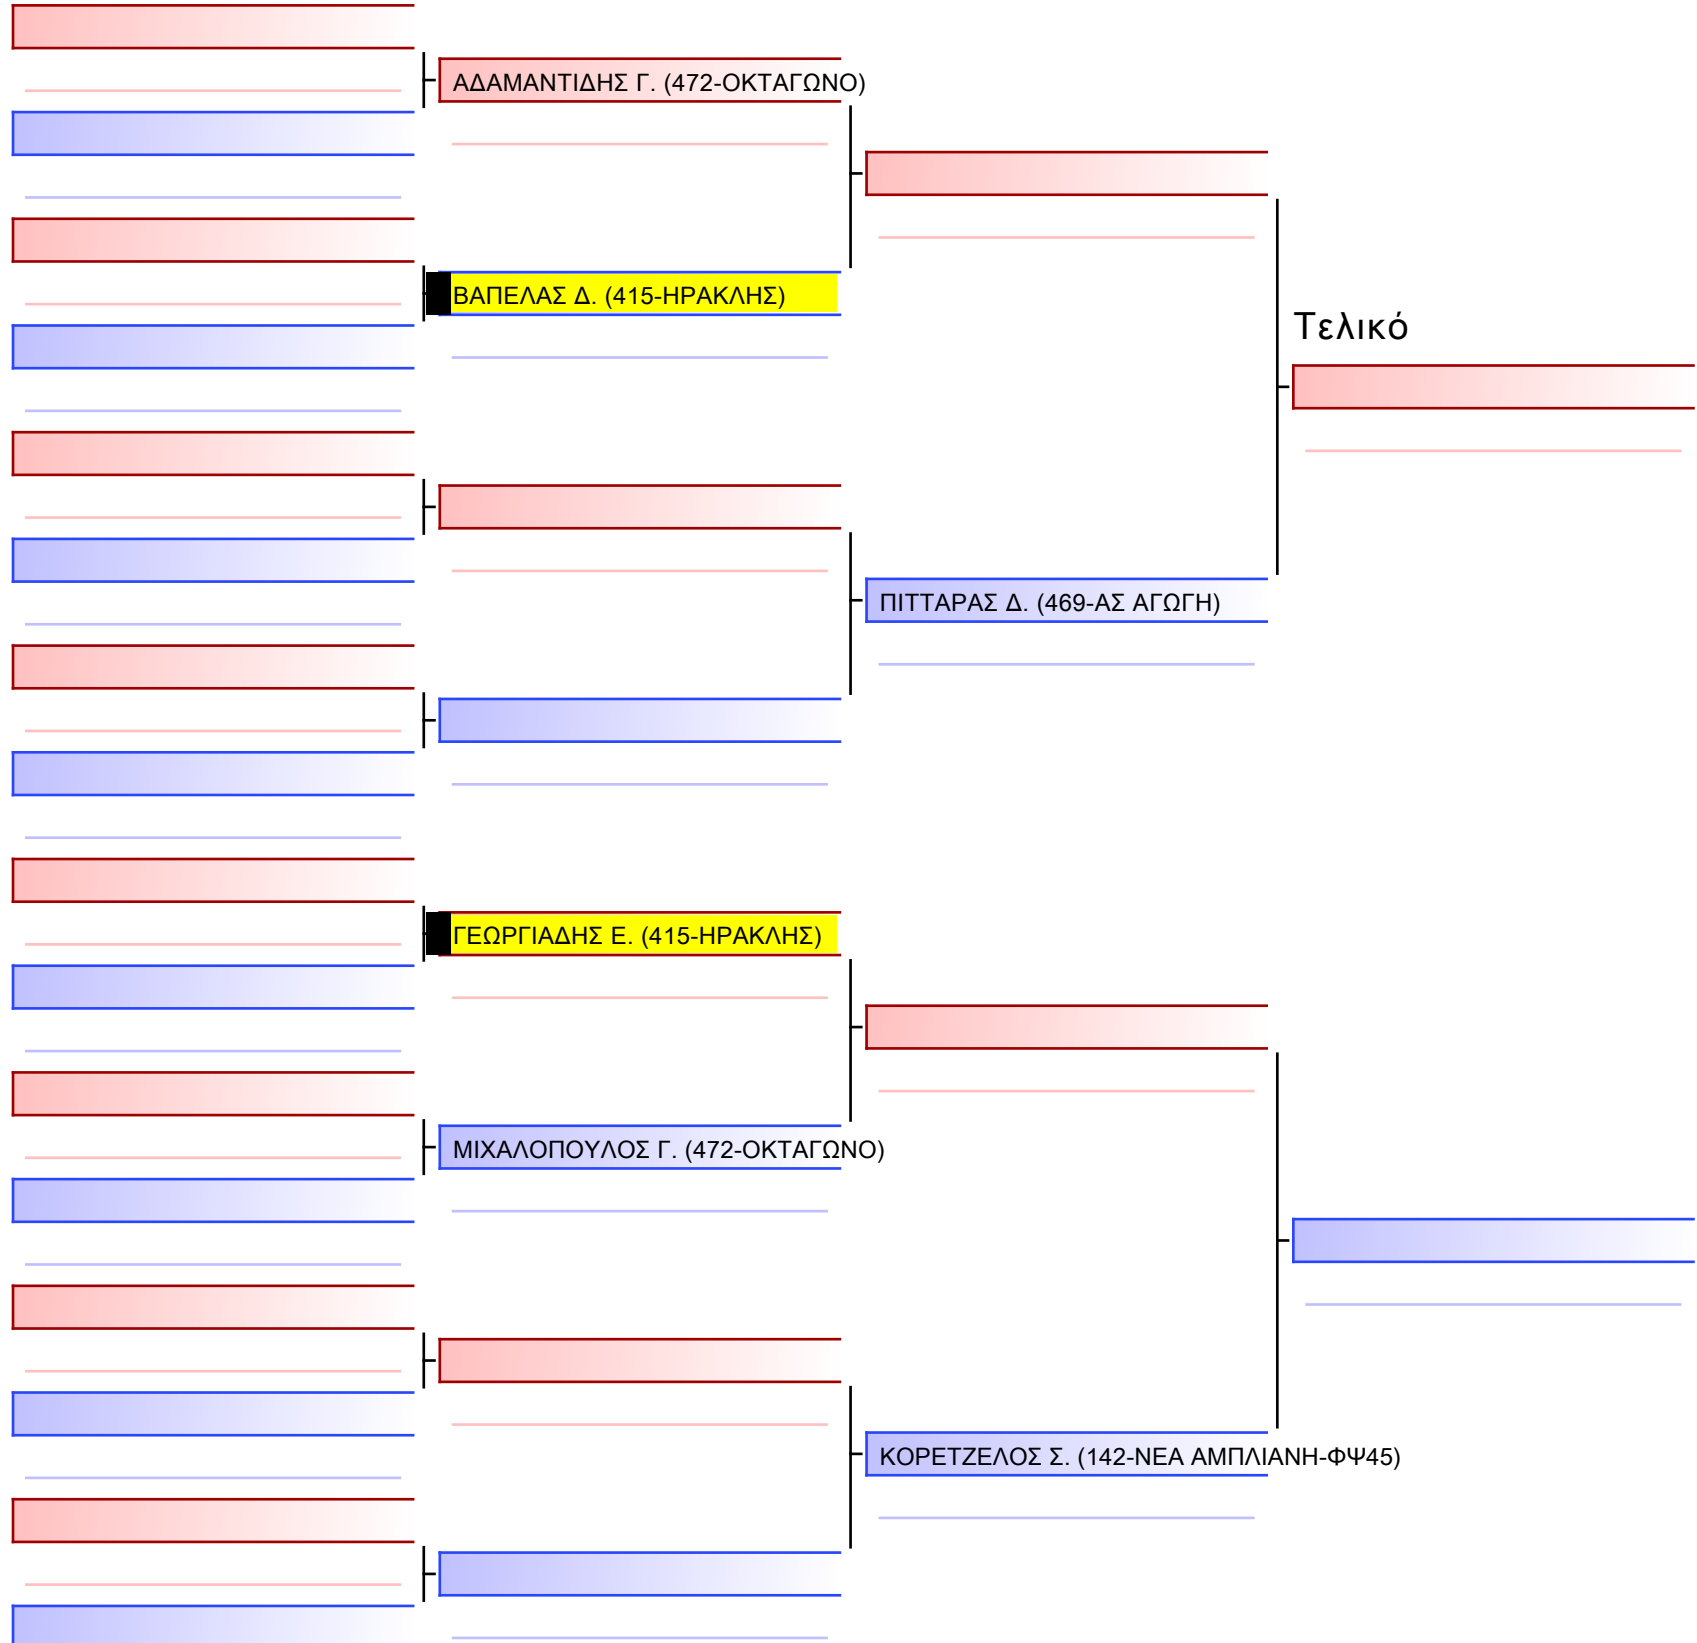 ΑΔΑΜΑΝΤΙΔΗΣ Γ. (472-ΟΚΤΑΓΩΝΟ)
ΒΑΠΕΛΑΣ Δ. (415-ΗΡΑΚΛΗΣ)
Τελικό
ΠΙΤΤΑΡΑΣ Δ. (469-ΑΣ ΑΓΩΓΗ)
ΓΕΩΡΓΙΑΔΗΣ Ε. (415-ΗΡΑΚΛΗΣ)
ΜΙΧΑΛΟΠΟΥΛΟΣ Γ. (472-ΟΚΤΑΓΩΝΟ)
ΚΟΡΕΤΖΕΛΟΣ Σ. (142-ΝΕΑ ΑΜΠΛΙΑΝΗ-ΦΨ45)